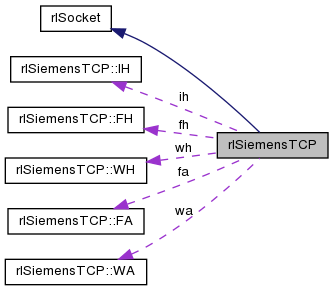 rlSocket
rlSiemensTCP::IH
ih
rlSiemensTCP::FH
fh
rlSiemensTCP
wh
rlSiemensTCP::WH
fa
rlSiemensTCP::FA
wa
rlSiemensTCP::WA